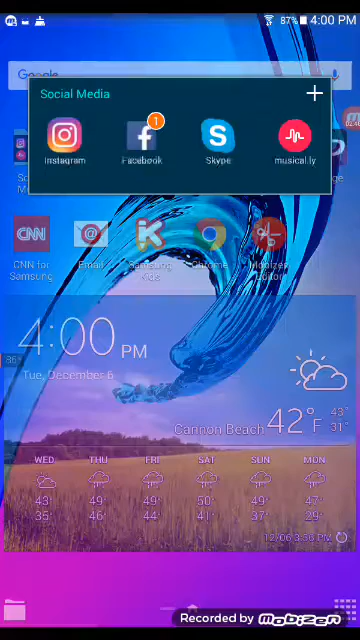 87% 4:00 PM
Google
Social Media
1
Instagram Facebook Skype musical.ly
CNN for Samsung
Email
Samsung Kids
Chrome
Mobizen Editor
4:00 PM
Tue, December 6
Cannon Beach 42°F 43° 31°
WED THU FRI SAT SUN MON
43° 49° 49° 50° 49° 47°
35° 46° 44° 41° 37° 29°
12/06 3:56 PM
Recorded by Mobizen